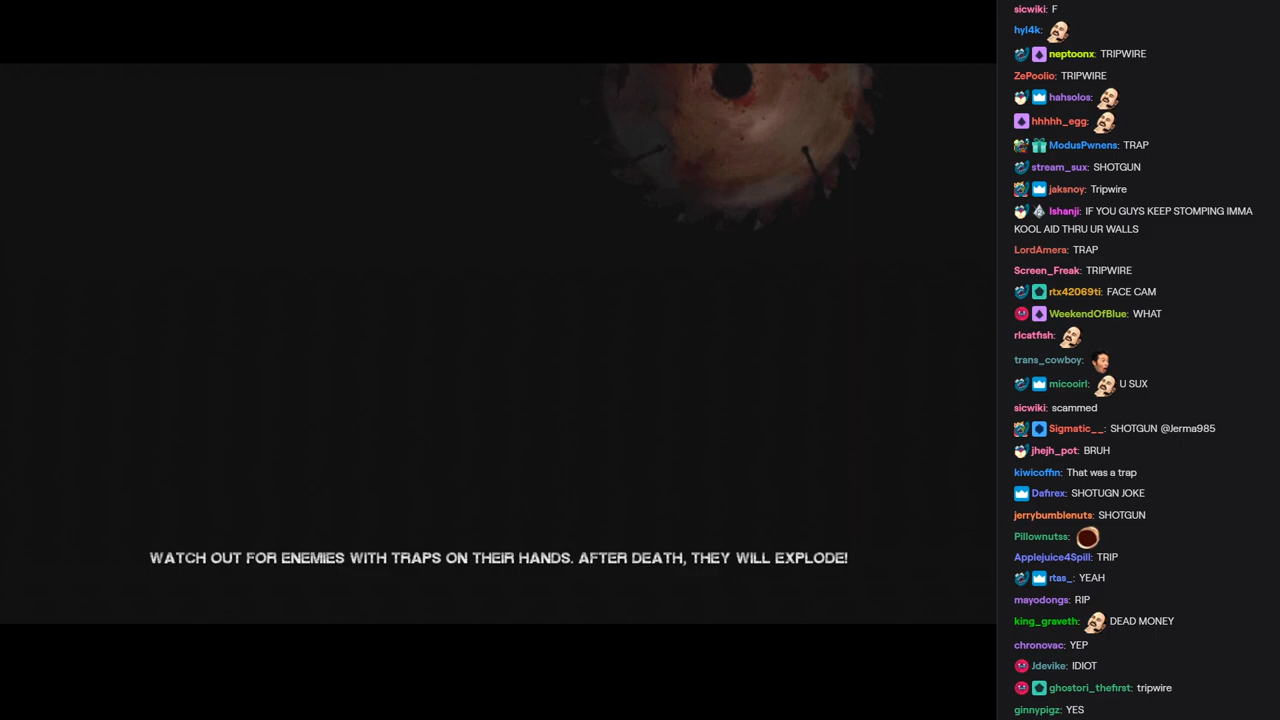 WATCH OUT FOR ENEMIES WITH TRAPS ON THEIR HANDS. AFTER DEATH, THEY WILL EXPLODE!
sicwiki: F
hyl4k:
neptoonx: TRIPWIRE
ZePoolio: TRIPWIRE
hahsolos:
hhhhh_egg:
ModusPwnens: TRAP
stream_sux: SHOTGUN
jaksnoy: Tripwire
Ishanji: IF YOU GUYS KEEP STOMPING IMMA
KOOL AID THRU UR WALLS
LordAmera: TRAP
Screen_Freak: TRIPWIRE
rtx42069ti: FACE CAM
WeekendOfBlue: WHAT
rlcatfish:
trans_cowboy:
micooirl: U SUX
sicwiki: scammed
Sigmatic__: SHOTGUN @Jerma985
jhejh_pot: BRUH
kiwicoffin: That was a trap
Dafirex: SHOTUGN JOKE
jerrybumblenuts: SHOTGUN
Pillownutss:
Applejuice4Spill: TRIP
rtas_: YEAH
mayodongs: RIP
king_graveth: DEAD MONEY
chronovac: YEP
Jdevike: IDIOT
ghostori_thefirst: tripwire
ginnypigz: YES